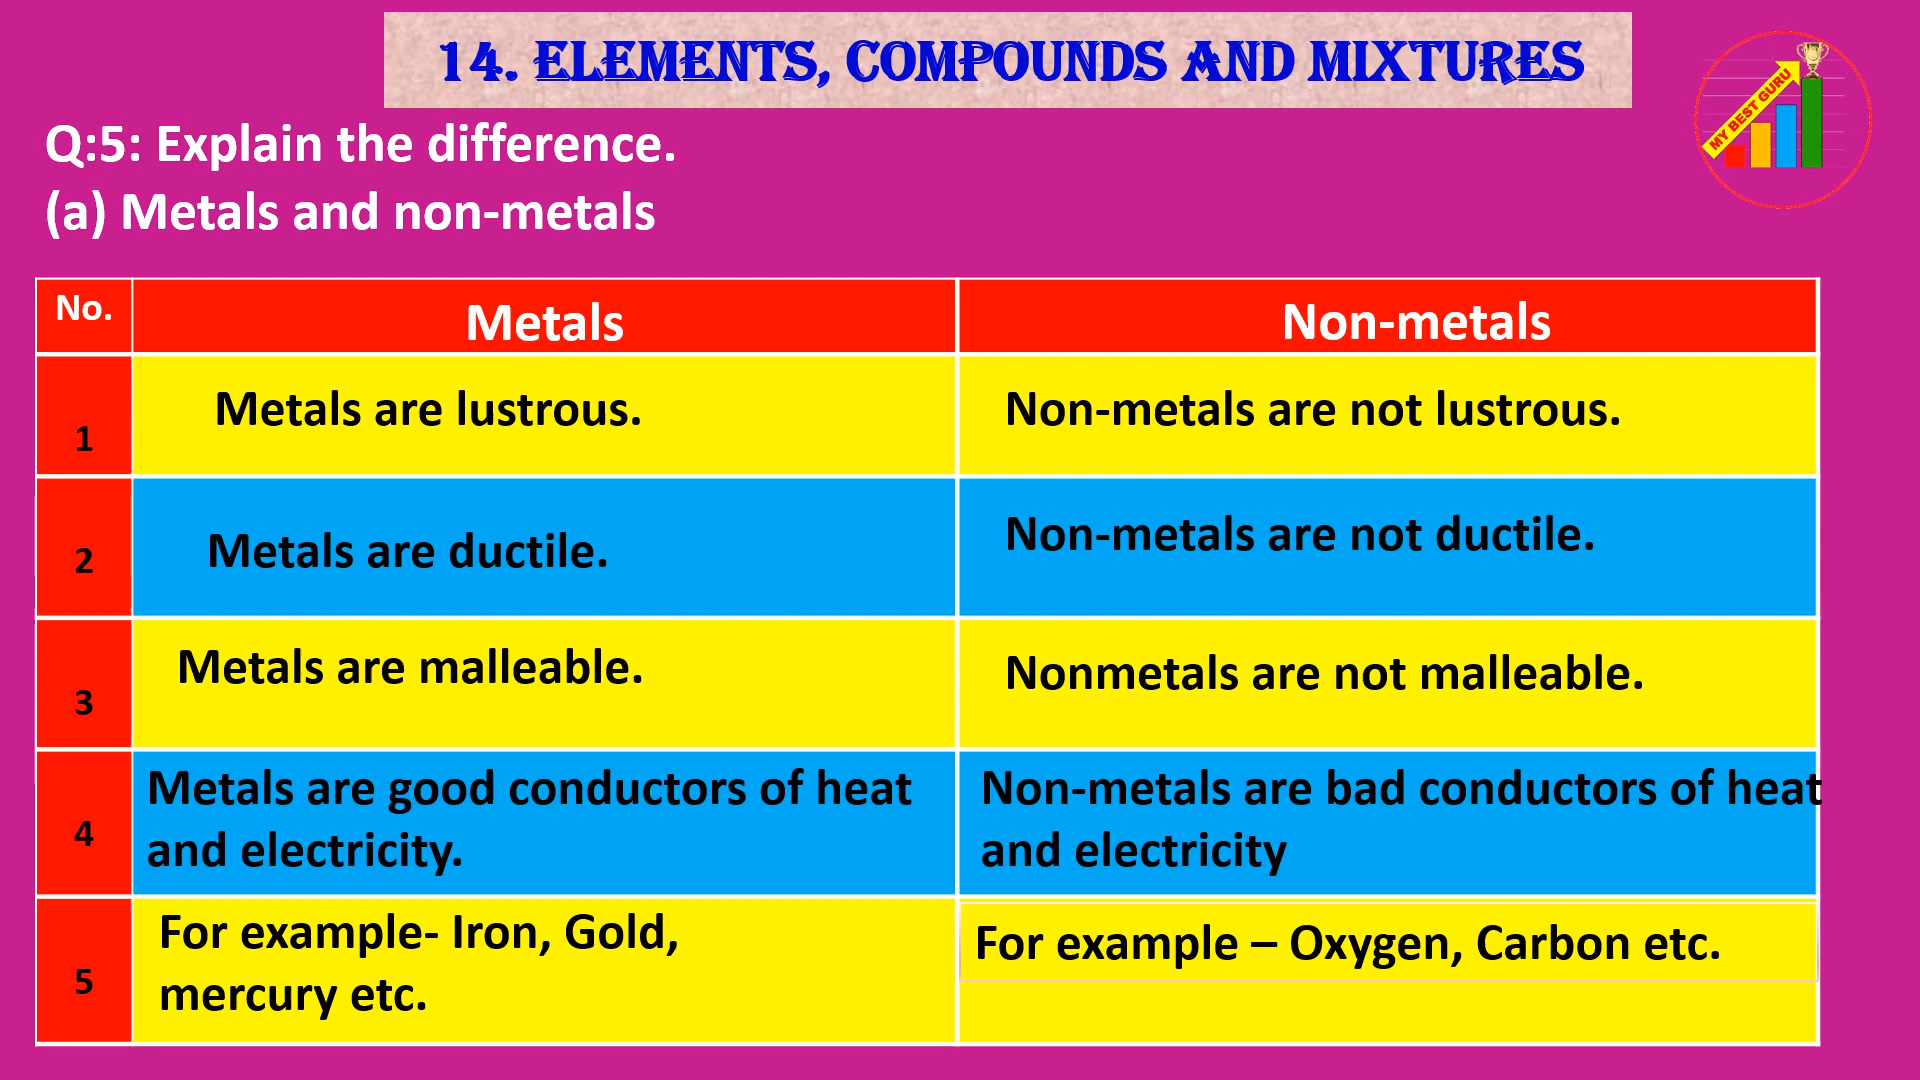 14. ELEMENTS, COMPOUNDS AND MIXTURES
MY BEST GURU
Q:5: Explain the difference.
(a) Metals and non-metals
No.
Metals
Non-metals
1
Metals are lustrous.
Non-metals are not lustrous.
2
Metals are ductile.
Non-metals are not ductile.
3
Metals are malleable.
Nonmetals are not malleable.
4
Metals are good conductors of heat
and electricity.
Non-metals are bad conductors of heat
and electricity
5
For example- Iron, Gold,
mercury etc.
For example – Oxygen, Carbon etc.